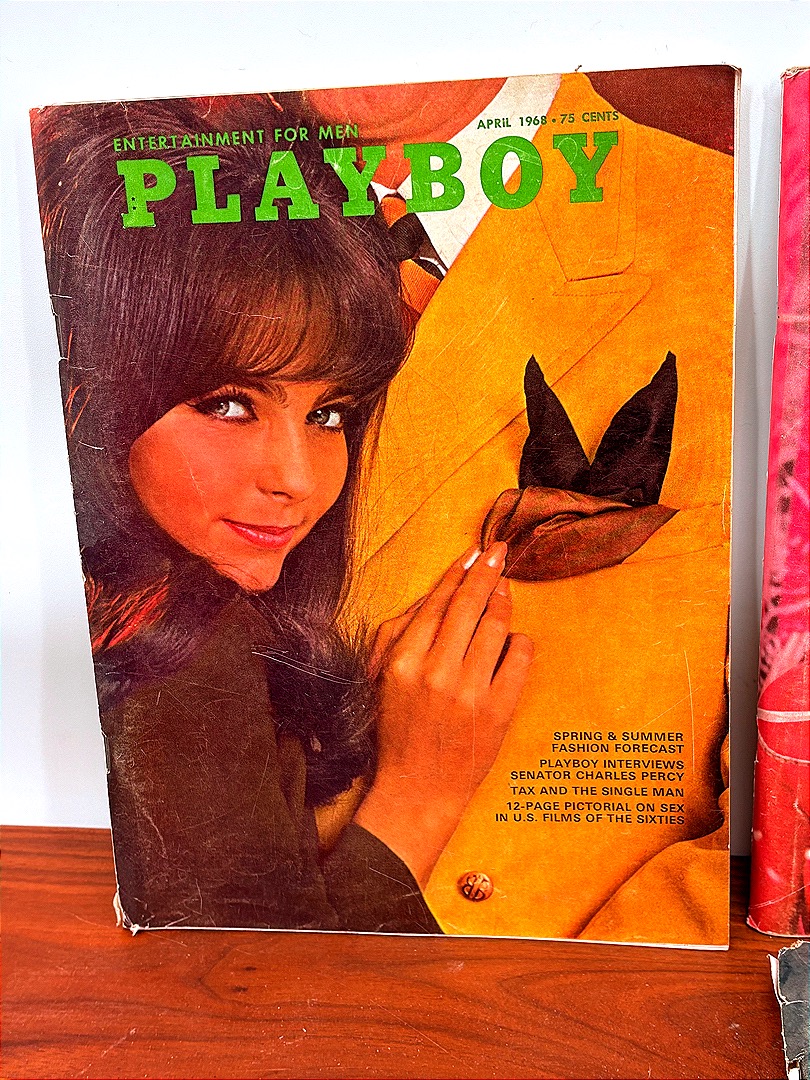 ENTERTAINMENT FOR MEN
APRIL 1968 • 75 CENTS
PLAYBOY
SPRING & SUMMER
FASHION FORECAST
PLAYBOY INTERVIEWS
SENATOR CHARLES PERCY
TAX AND THE SINGLE MAN
12-PAGE PICTORIAL ON SEX
IN U.S. FILMS OF THE SIXTIES